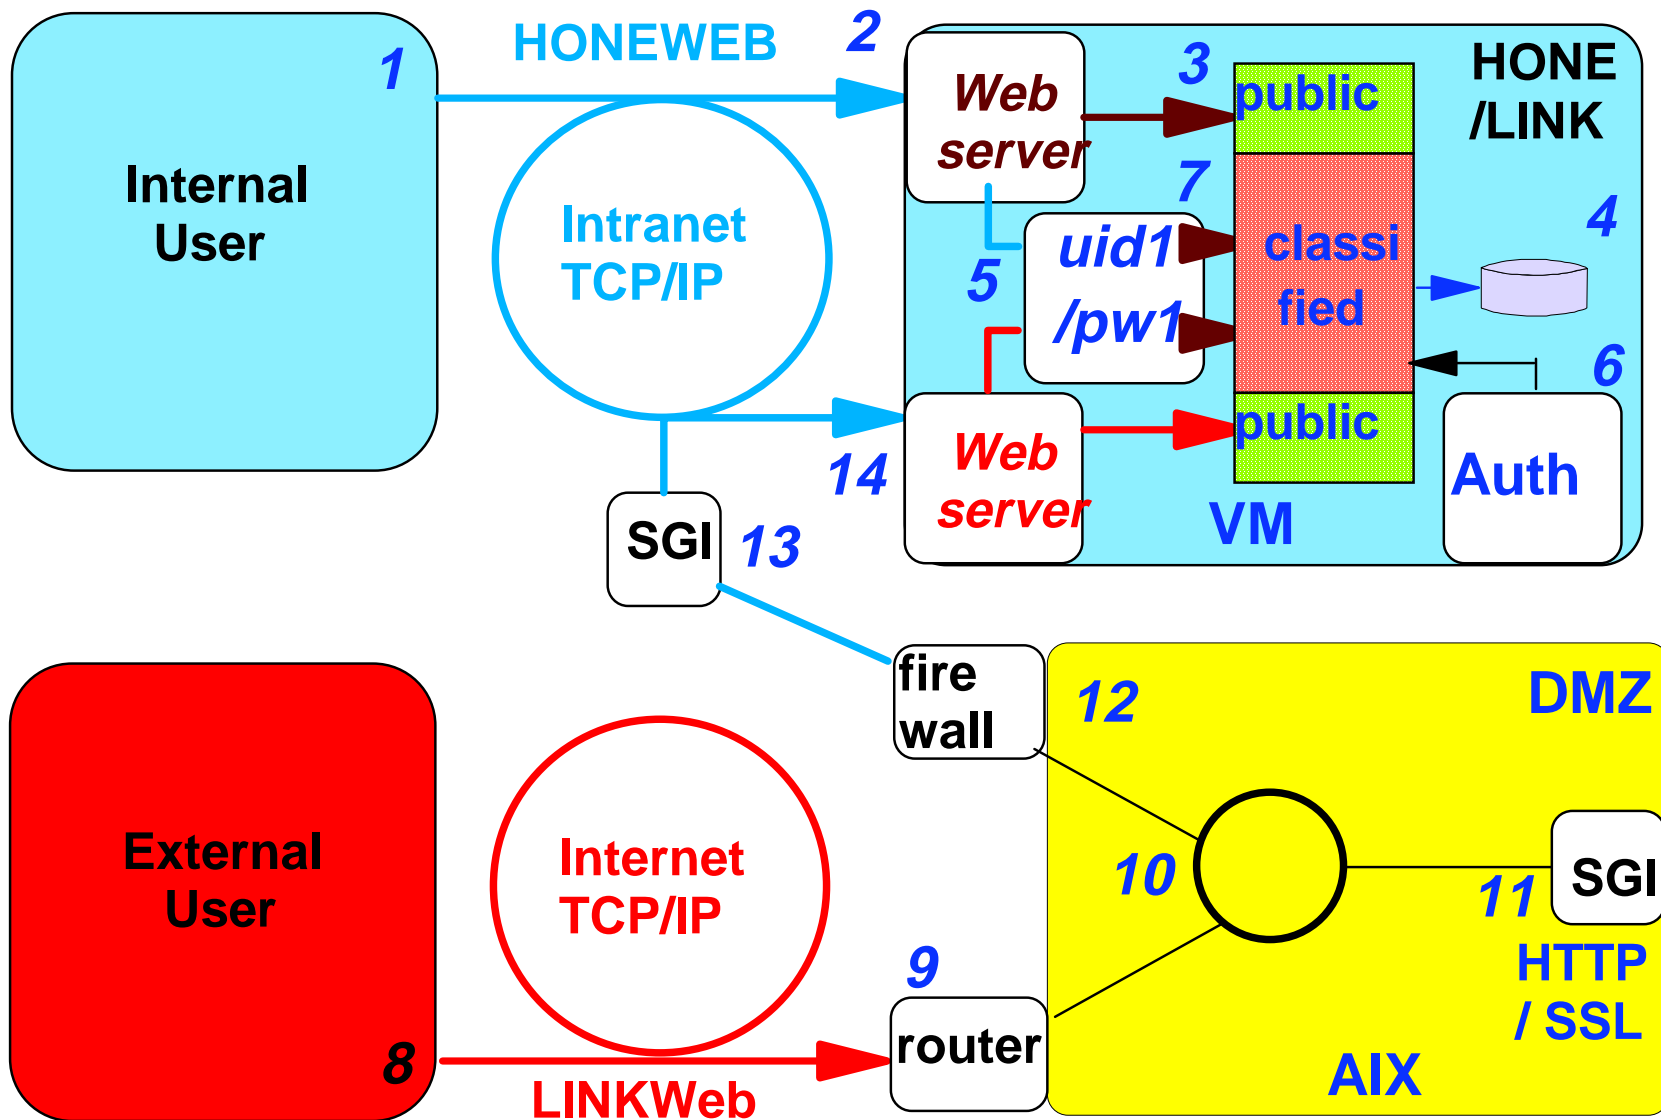 1
HONEWEB
2
Internal
User
Intranet
TCP/IP
Web
server
3
public
HONE
/LINK
7
uid1
/pw1
5
classi
fied
4
6
14
Web
server
public
VM
Auth
SGI
13
fire
wall
12
DMZ
External
User
8
Internet
TCP/IP
LINKWeb
9
router
10
11
SGI
HTTP
/ SSL
AIX